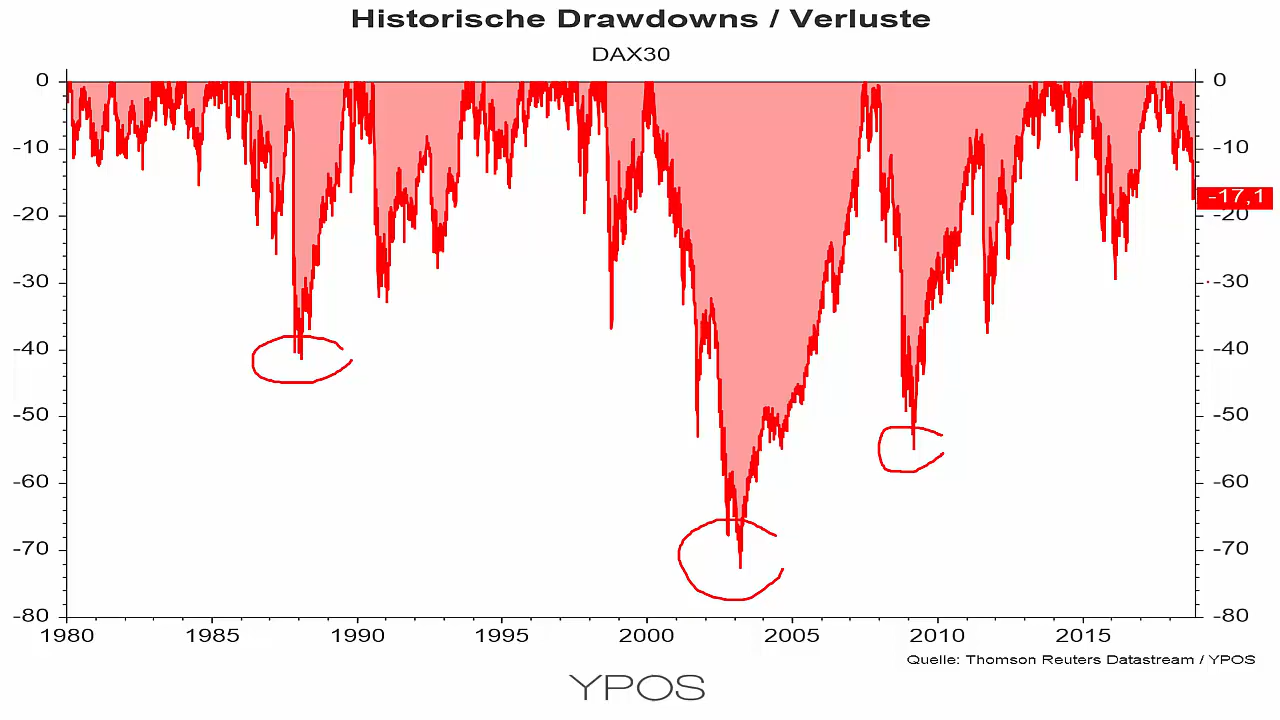 Historische Drawdowns / Verluste
DAX30
0 0
-10 -10
-17,1
-20 -20
-30 -30
-40 -40
-50 -50
-60 -60
-70 -70
-80 -80
1980 1985 1990 1995 2000 2005 2010 2015
Quelle: Thomson Reuters Datastream / YPOS
YPOS